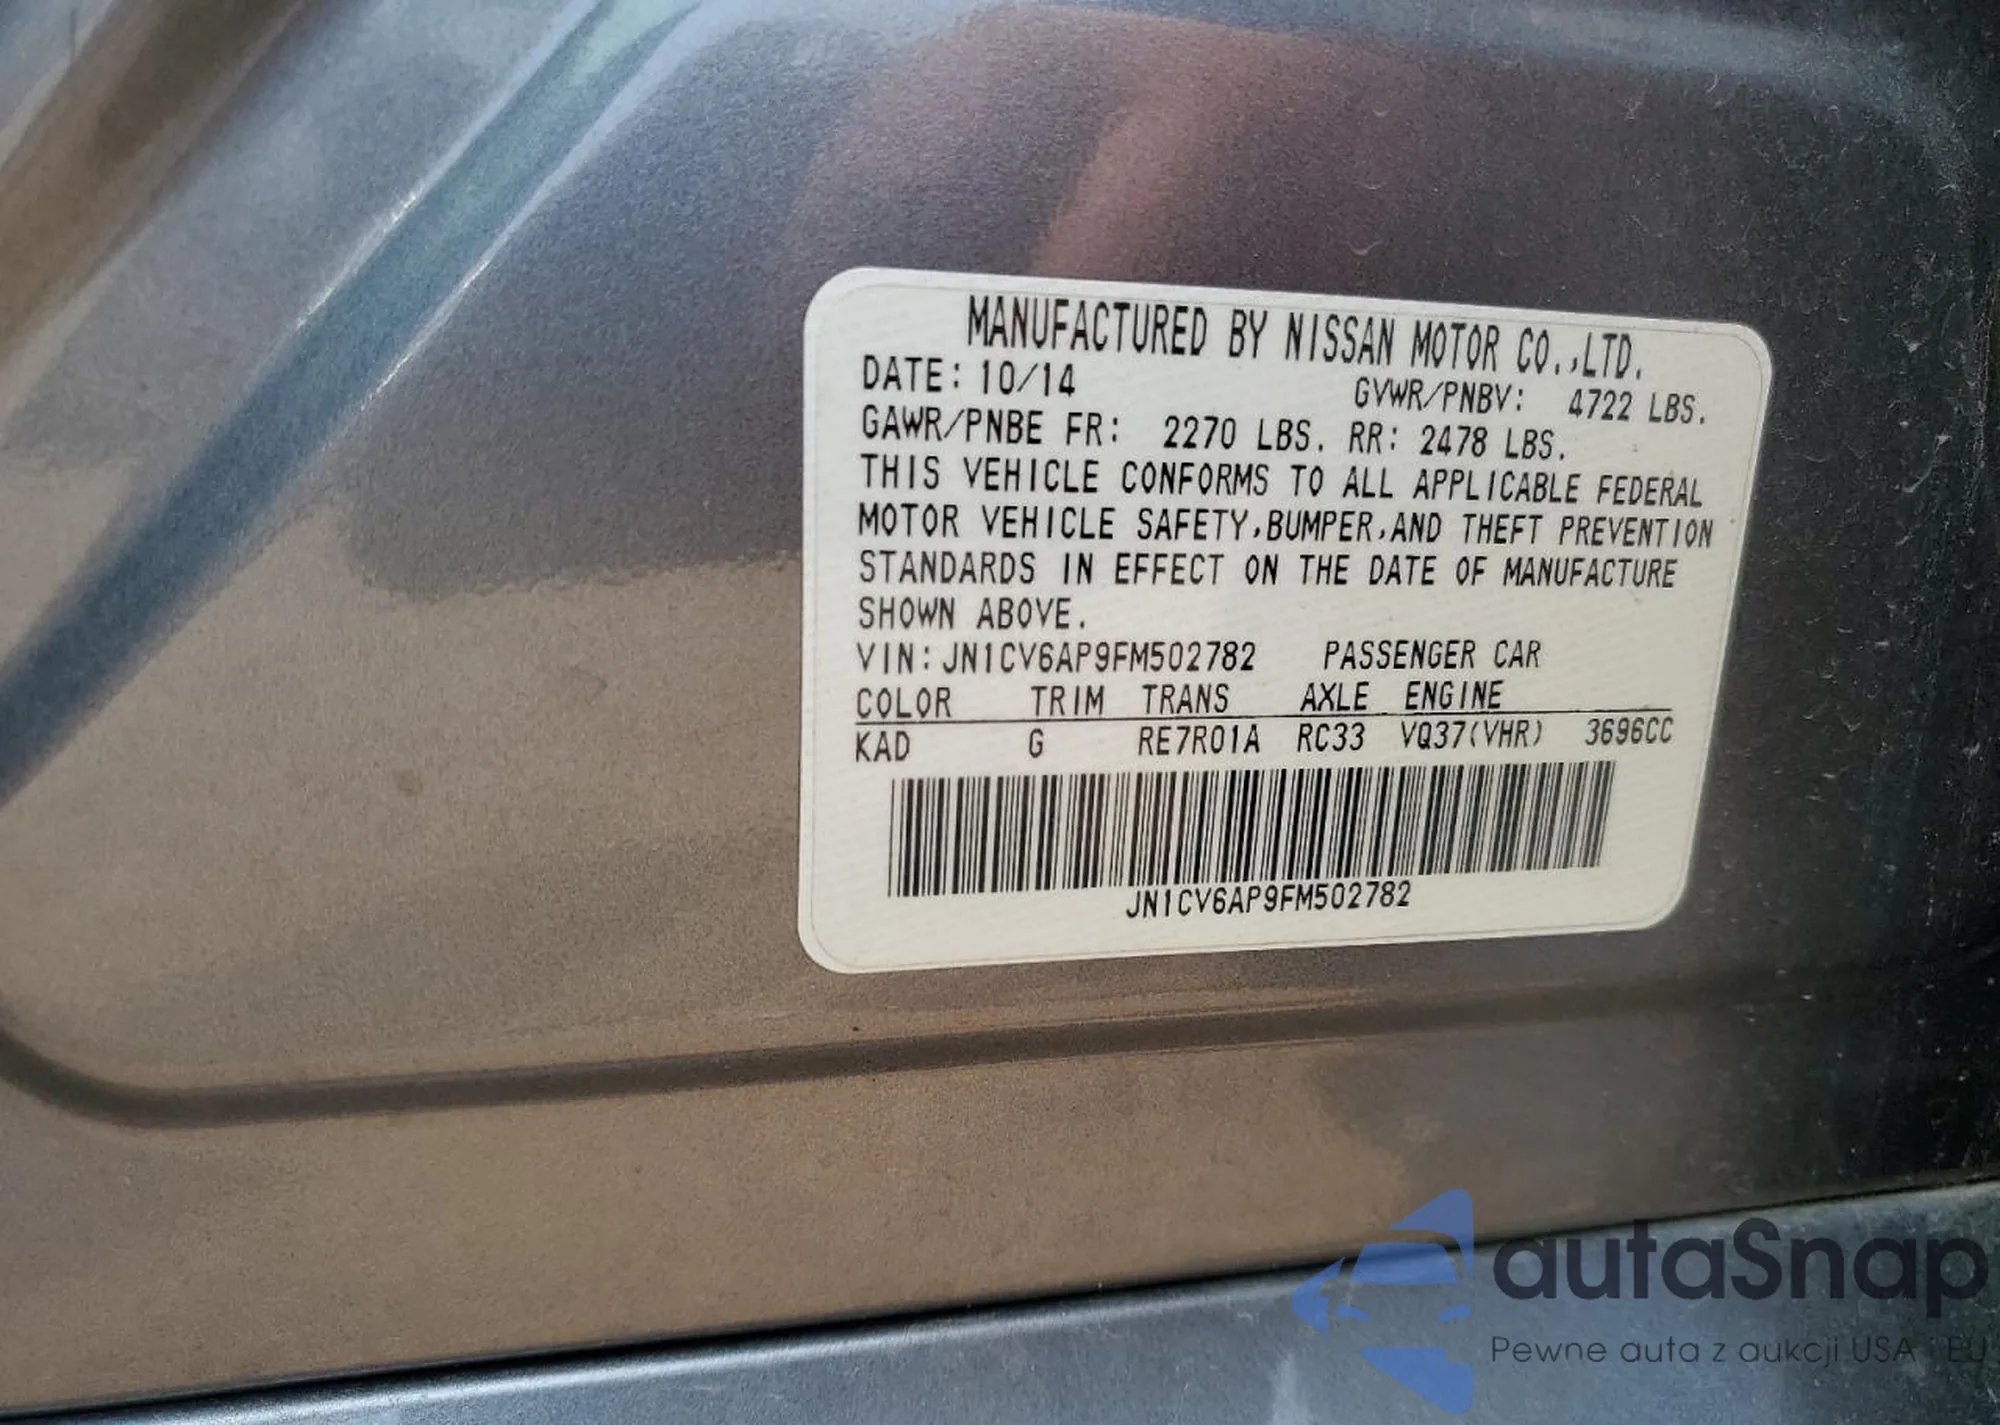 MANUFACTURED BY NISSAN MOTOR CO.,LTD.
DATE: 10/14 GVWR/PNBV: 4722 LBS.
GAWR/PNBE FR: 2270 LBS. RR: 2478 LBS.
THIS VEHICLE CONFORMS TO ALL APPLICABLE FEDERAL
MOTOR VEHICLE SAFETY,BUMPER,AND THEFT PREVENTION
STANDARDS IN EFFECT ON THE DATE OF MANUFACTURE
SHOWN ABOVE.
VIN: JN1CV6AP9FM502782 PASSENGER CAR
COLOR TRIM TRANS AXLE ENGINE
KAD G RE7R01A RC33 VQ37(VHR) 3696CC
JN1CV6AP9FM502782
autaSnap
Pewne auta z aukcji USA i EU